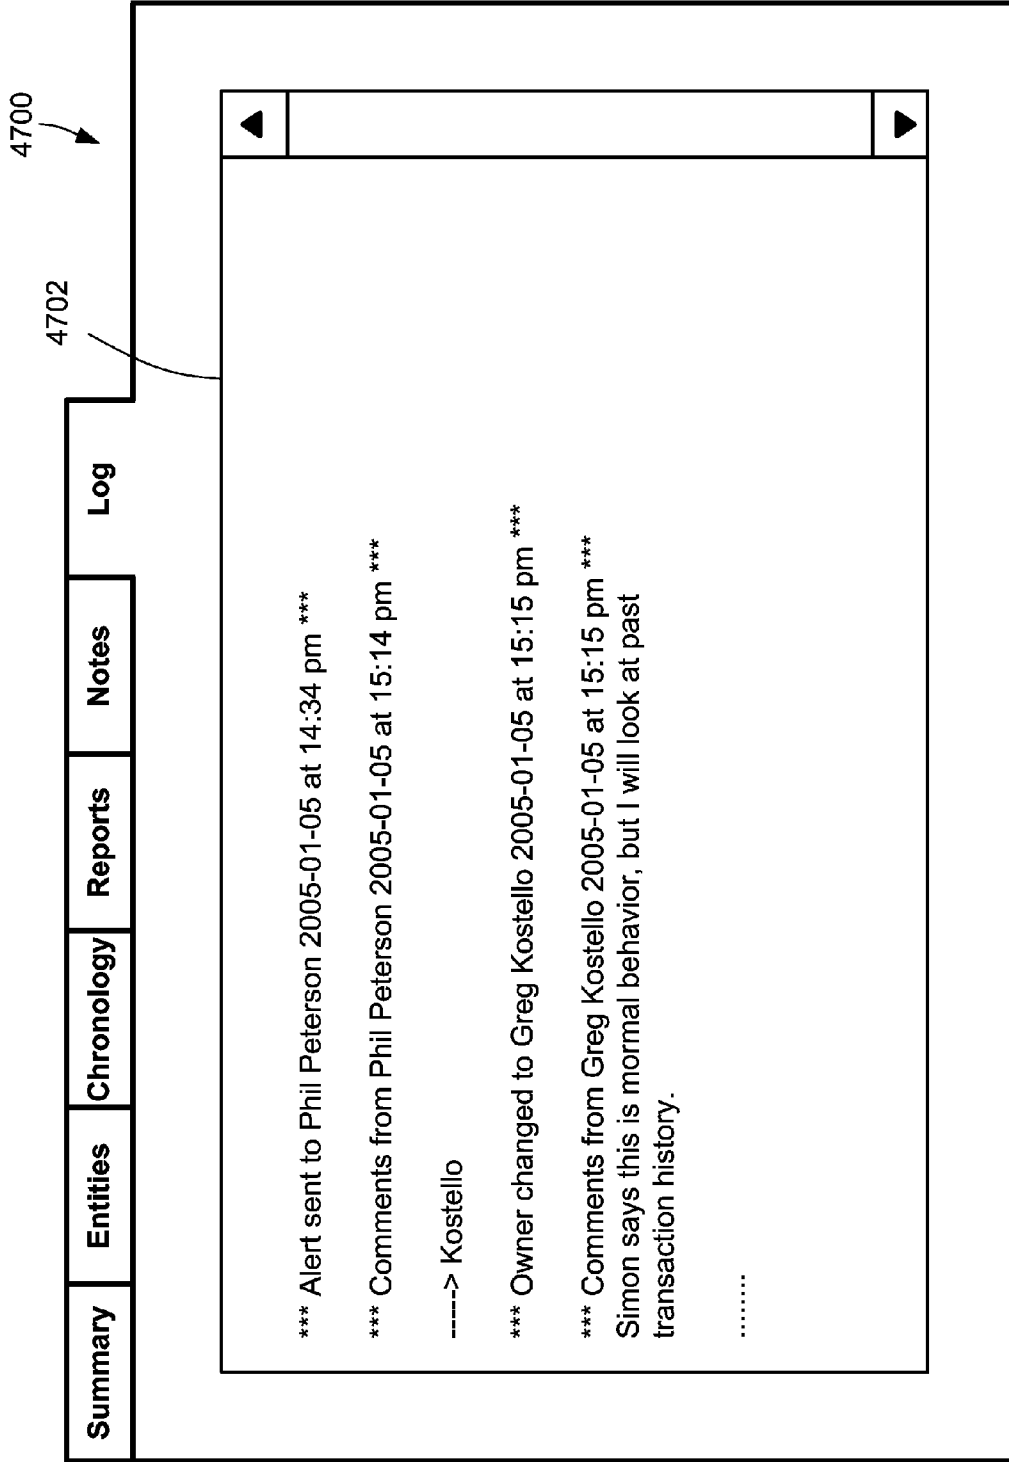 4700
4702
Summary
Entities
Chronology
Reports
Notes
Log
*** Alert sent to Phil Peterson 2005-01-05 at 14:34 pm ***
*** Comments from Phil Peterson 2005-01-05 at 15:14 pm ***
-----> Kostello
*** Owner changed to Greg Kostello 2005-01-05 at 15:15 pm ***
*** Comments from Greg Kostello 2005-01-05 at 15:15 pm ***
Simon says this is mormal behavior, but I will look at past
transaction history.
........